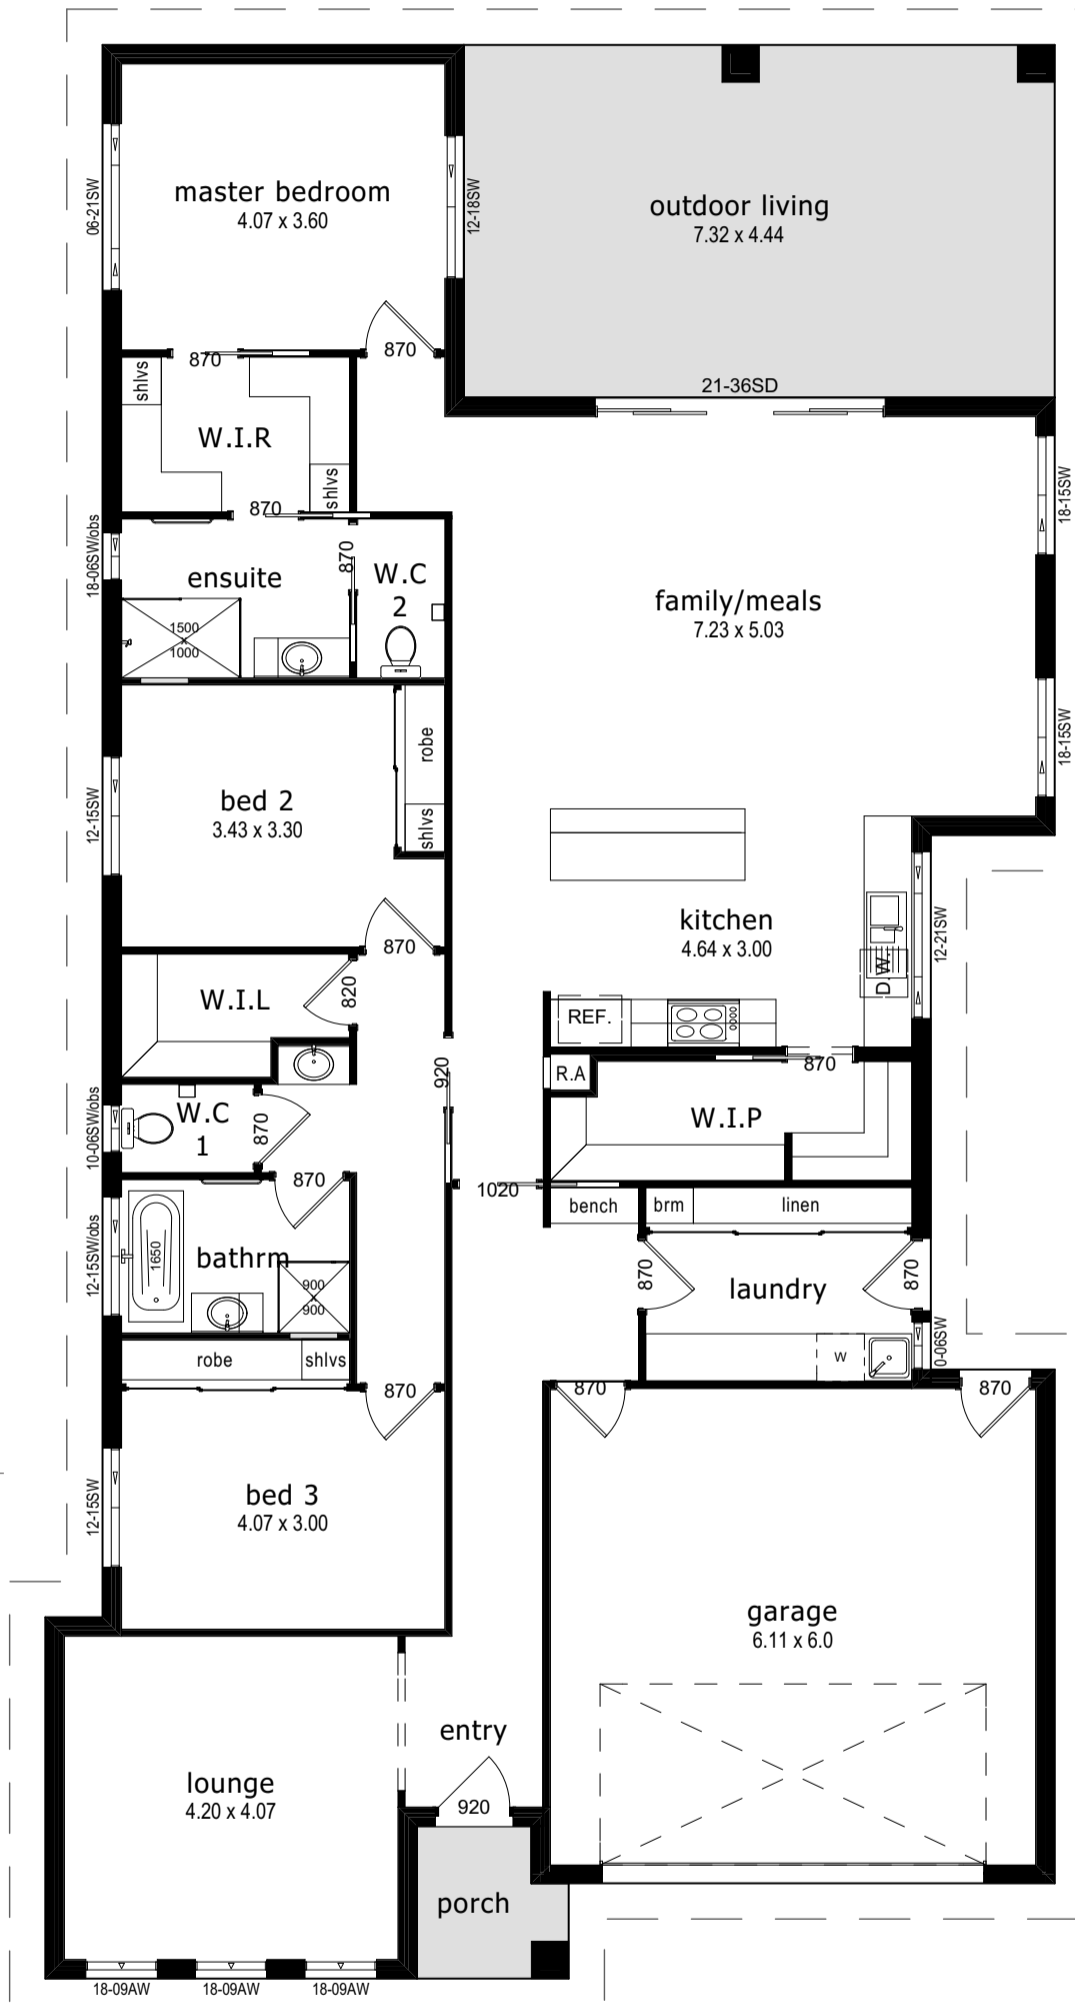 master bedroom
4.07 x 3.60
06-21SW
12-18SW
outdoor living
7.32 x 4.44
870
870
21-36SD
shlvs
W.I.R
shlvs
870
18-06SW/obs
ensuite
870
W.C
2
1500
x
1000
family/meals
7.23 x 5.03
18-15SW
18-15SW
bed 2
3.43 x 3.30
12-15SW
robe
shlvs
870
kitchen
4.64 x 3.00
12-21SW
D.W.
REF.
W.I.L
820
920
870
R.A
W.I.P
10-06SW/obs
W.C
1
870
870
1020
bench
brm
linen
12-15SW/obs
1650
bathrm
900
x
900
870
laundry
870
W
0-06SW
robe
shlvs
870
870
870
12-15SW
bed 3
4.07 x 3.00
garage
6.11 x 6.0
entry
920
lounge
4.20 x 4.07
porch
18-09AW
18-09AW
18-09AW